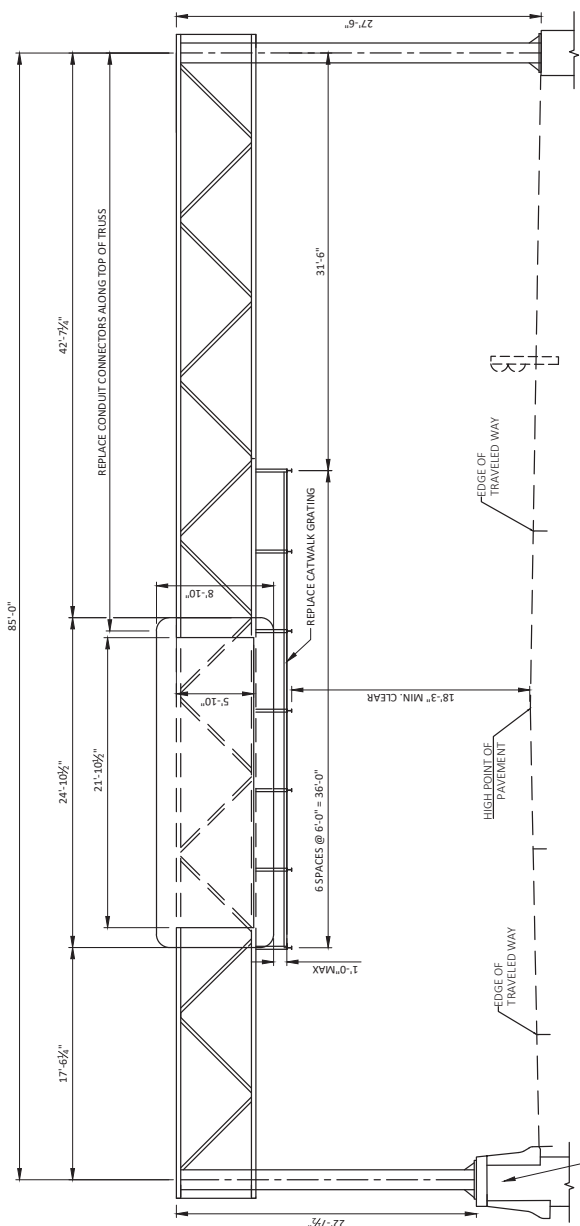 85'-0"
42'-7¼"
24'-10½"
17'-6¼"
REPLACE CONDUIT CONNECTORS ALONG TOP OF TRUSS
21'-10½"
27'-6"
8'-10"
5'-10"
31'-6"
6 SPACES @ 6'-0" = 36'-0"
REPLACE CATWALK GRATING
1'-0"MAX
18'-3" MIN. CLEAR
22'-7½"
EDGE OF
TRAVELED WAY
HIGH POINT OF
PAVEMENT
EDGE OF
TRAVELED WAY